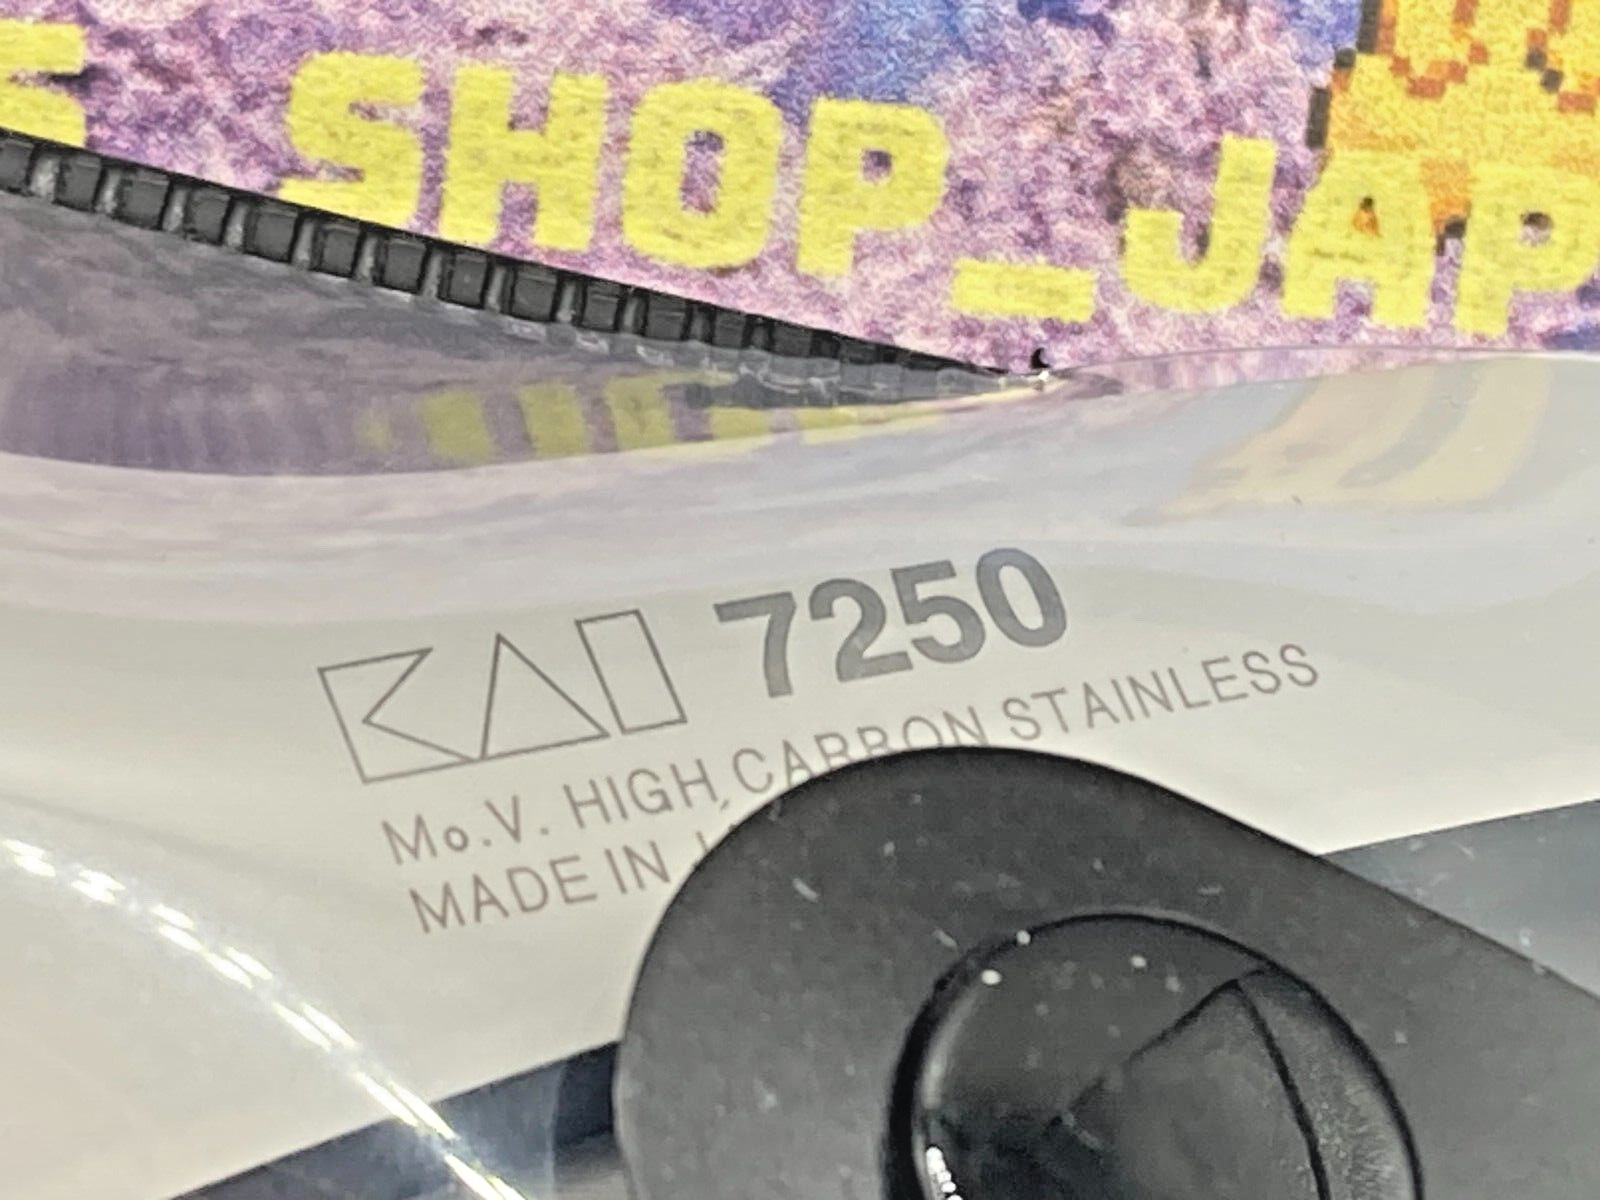 SHOP_JAP
KAI 7250
Mo.V. HIGH CARBON STAINLESS
MADE IN